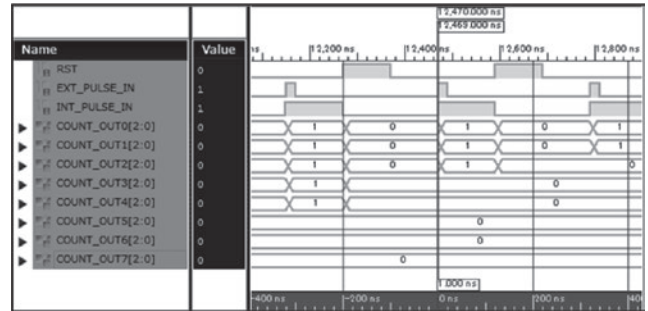 12,470.000 ns
12,469.000 ns
Name Value
ns 12,200 ns 12,400 ns 12,600 ns 12,800 ns
RST 0
EXT_PULSE_IN 1
INT_PULSE_IN 1
COUNT_OUT0[2:0] 0 1 0 1 0 1
COUNT_OUT1[2:0] 0 1 0 1 0 1
COUNT_OUT2[2:0] 0 1 0 1 0
COUNT_OUT3[2:0] 0 1 0
COUNT_OUT4[2:0] 0 1 0
COUNT_OUT5[2:0] 0 0
COUNT_OUT6[2:0] 0 0
COUNT_OUT7[2:0] 0 0
1.000 ns
-400 ns -200 ns 0 ns 200 ns 40